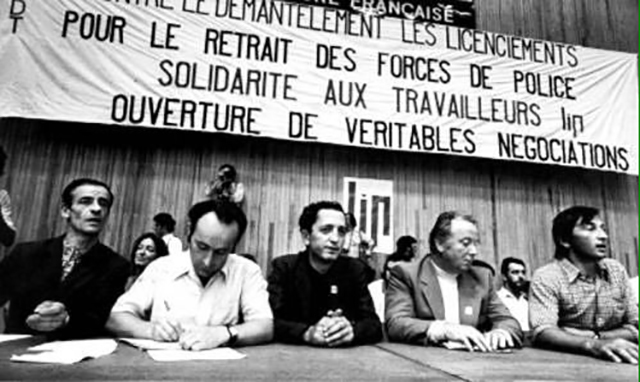 FRANÇAISE
D
T
LE DEMANTELEMENT LES LICENCIEMENTS
POUR LE RETRAIT DES FORCES DE POLICE
SOLIDARITE AUX TRAVAILLEURS lip
OUVERTURE DE VERITABLES NEGOCIATIONS
lip